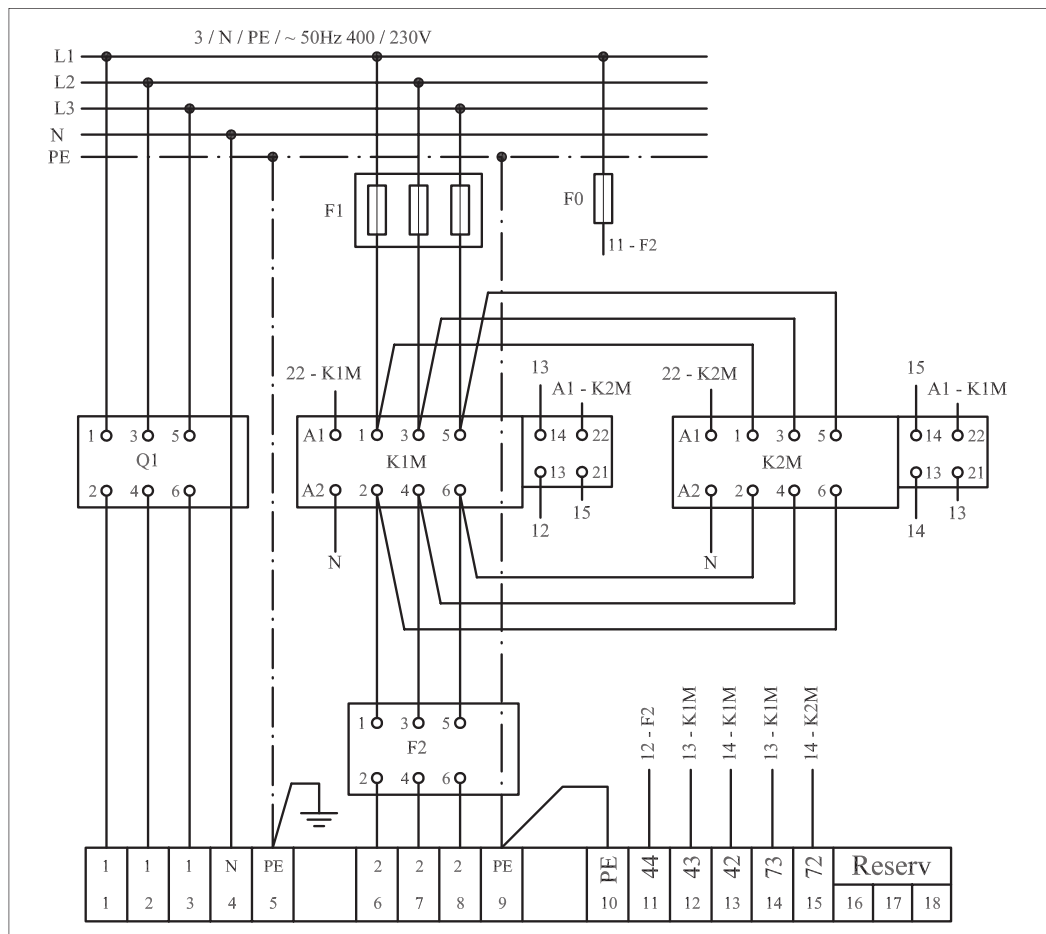 3 / N / PE / ~ 50Hz 400 / 230V
L1
L2
L3
N
PE
F1
F0
11 - F2
22 - K1M
13
A1 - K2M
22 - K2M
15
A1 - K1M
1 3 5
Q1
2 4 6
A1 1 3 5
K1M
A2 2 4 6
14 22
13 21
12 15
N
A1 1 3 5
K2M
A2 2 4 6
14 22
13 21
14 13
N
1 3 5
F2
2 4 6
12 - F2
13 - K1M
14 - K1M
13 - K1M
14 - K2M
1 1 1 N PE 2 2 2 PE PE 44 43 42 73 72 Reserv
1 2 3 4 5 6 7 8 9 10 11 12 13 14 15 16 17 18